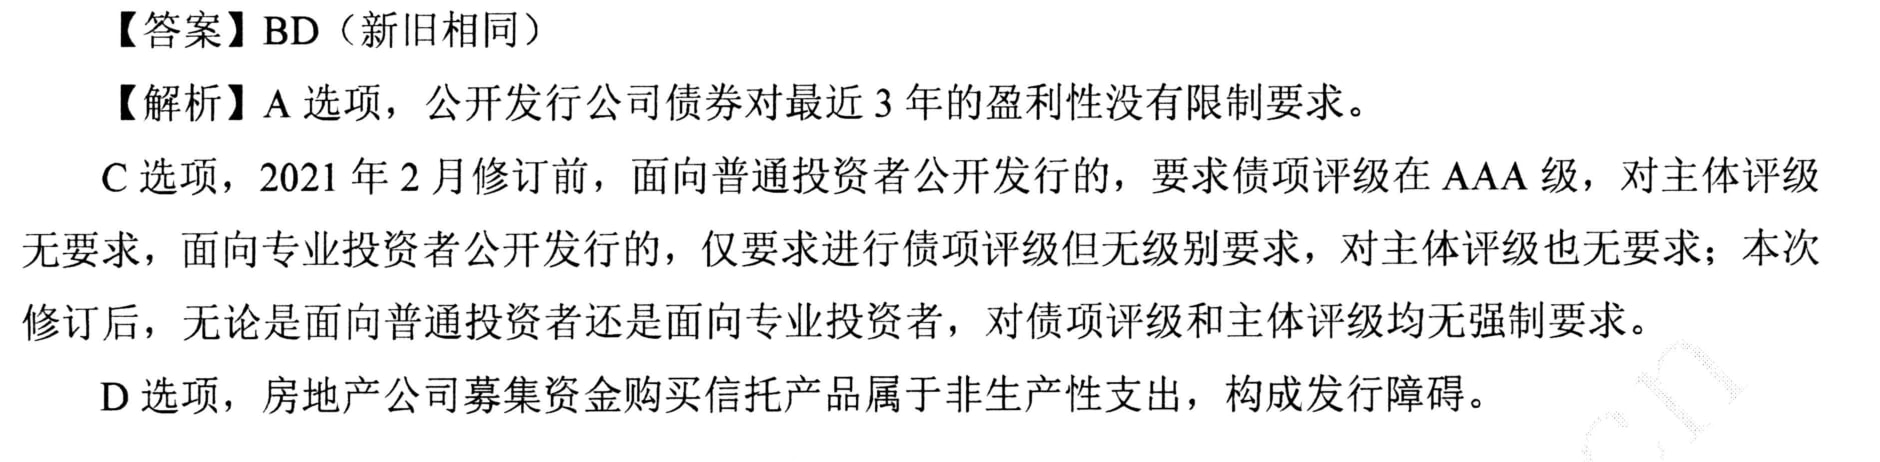 【答案】BD（新旧相同）
【解析】A 选项，公开发行公司债券对最近 3 年的盈利性没有限制要求。
C 选项，2021 年 2 月修订前，面向普通投资者公开发行的，要求债项评级在 AAA 级，对主体评级
无要求，面向专业投资者公开发行的，仅要求进行债项评级但无级别要求，对主体评级也无要求；本次
修订后，无论是面向普通投资者还是面向专业投资者，对债项评级和主体评级均无强制要求。
D 选项，房地产公司募集资金购买信托产品属于非生产性支出，构成发行障碍。
cn